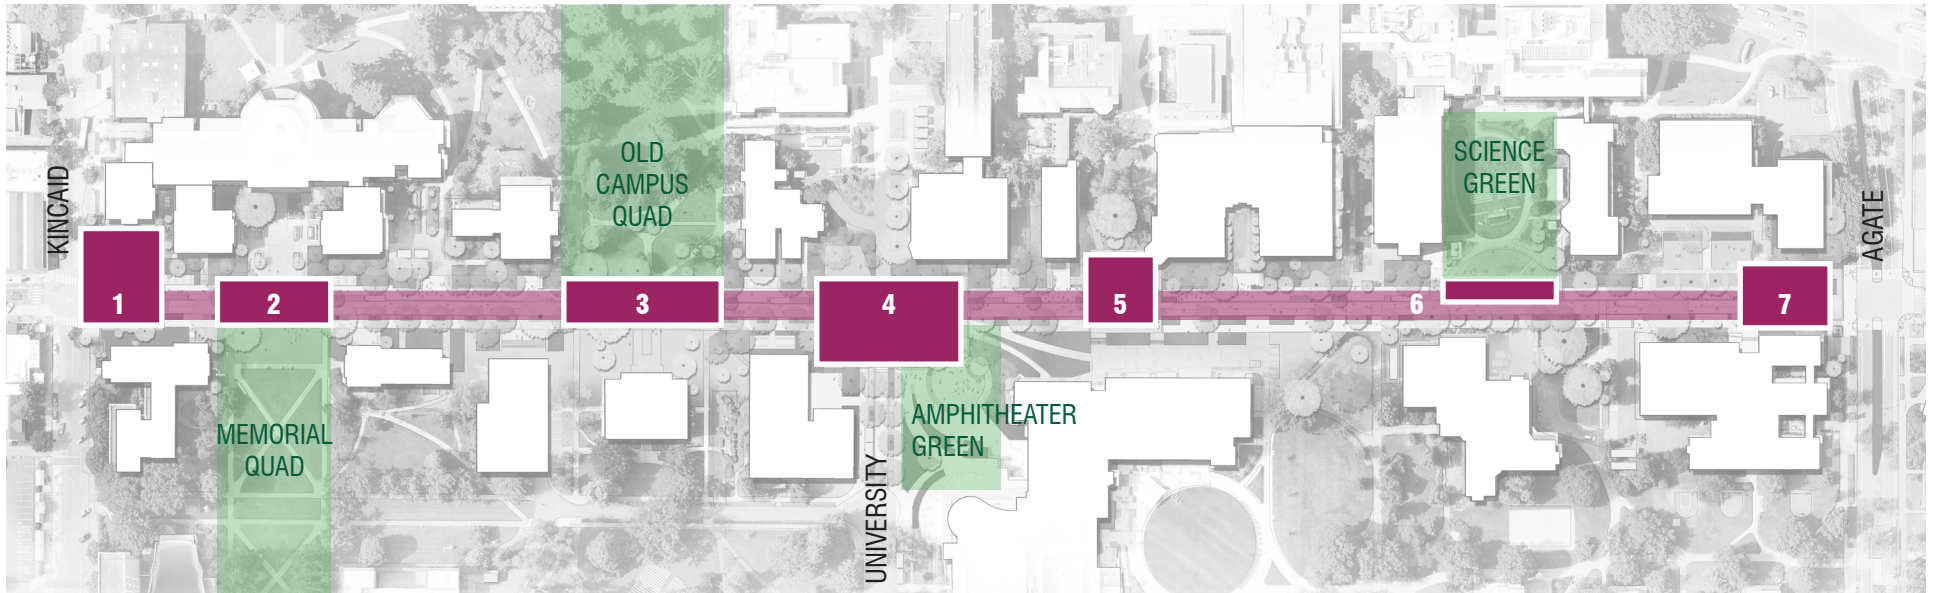 KINCAID
1
2
3
4
5
6
7
OLD
CAMPUS
QUAD
SCIENCE
GREEN
AGATE
MEMORIAL
QUAD
AMPHITHEATER
GREEN
UNIVERSITY